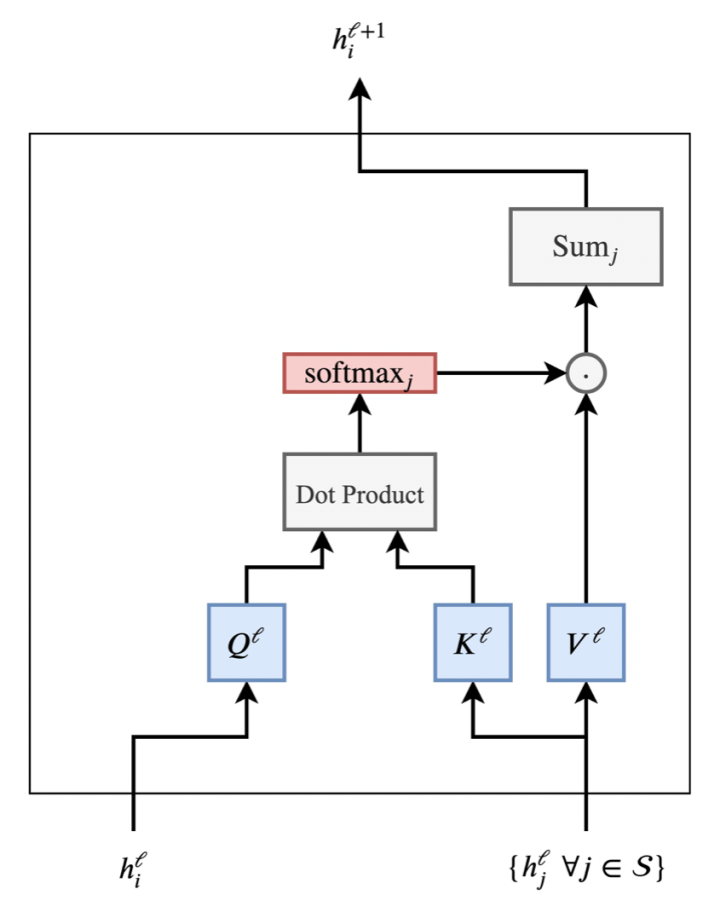 h_i^{ℓ+1}
Sum_j
softmax_j
.
Dot Product
Q^ℓ
K^ℓ
V^ℓ
h_i^ℓ
{h_j^ℓ ∀j ∈ 𝒮}